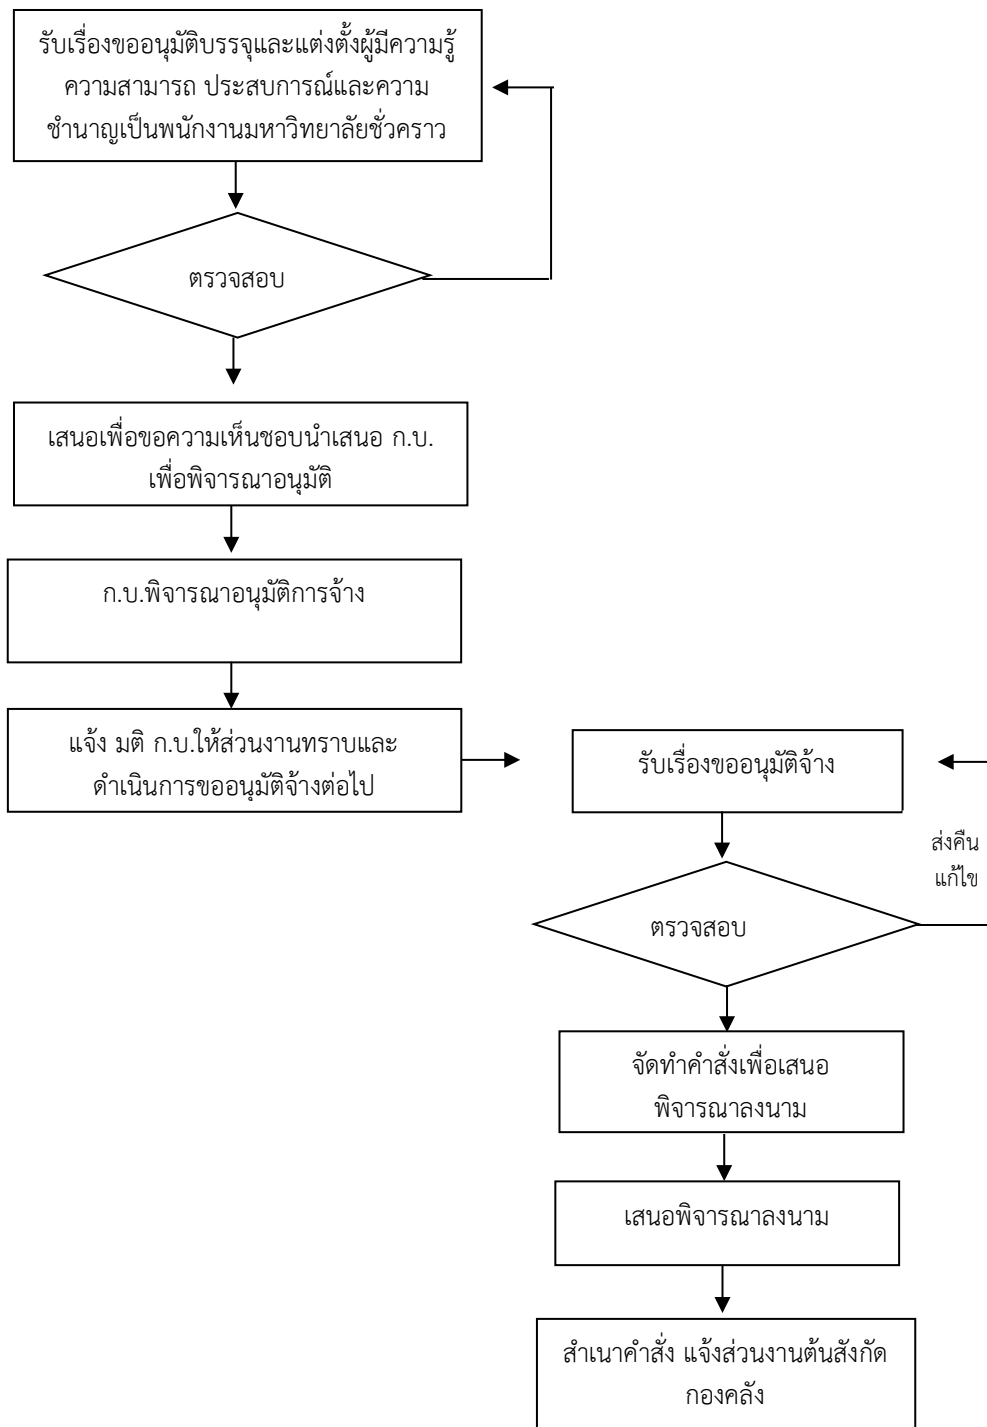 รับเรื่องขออนุมัติบรรจุและแต่งตั้งผู้มีความรู้
ความสามารถ ประสบการณ์และความ
ชำนาญเป็นพนักงานมหาวิทยาลัยชั่วคราว
ตรวจสอบ
เสนอเพื่อขอความเห็นชอบนำเสนอ ก.บ.
เพื่อพิจารณาอนุมัติ
ก.บ.พิจารณาอนุมัติการจ้าง
แจ้ง มติ ก.บ.ให้ส่วนงานทราบและ
ดำเนินการขออนุมัติจ้างต่อไป
รับเรื่องขออนุมัติจ้าง
ส่งคืน
แก้ไข
ตรวจสอบ
จัดทำคำสั่งเพื่อเสนอ
พิจารณาลงนาม
เสนอพิจารณาลงนาม
สำเนาคำสั่ง แจ้งส่วนงานต้นสังกัด
กองคลัง